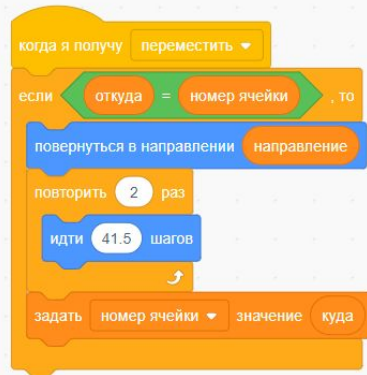 когда я получу переместить
если откуда = номер ячейки , то
повернуться в направлении направление
повторить 2 раз
идти 41.5 шагов
задать номер ячейки значение куда